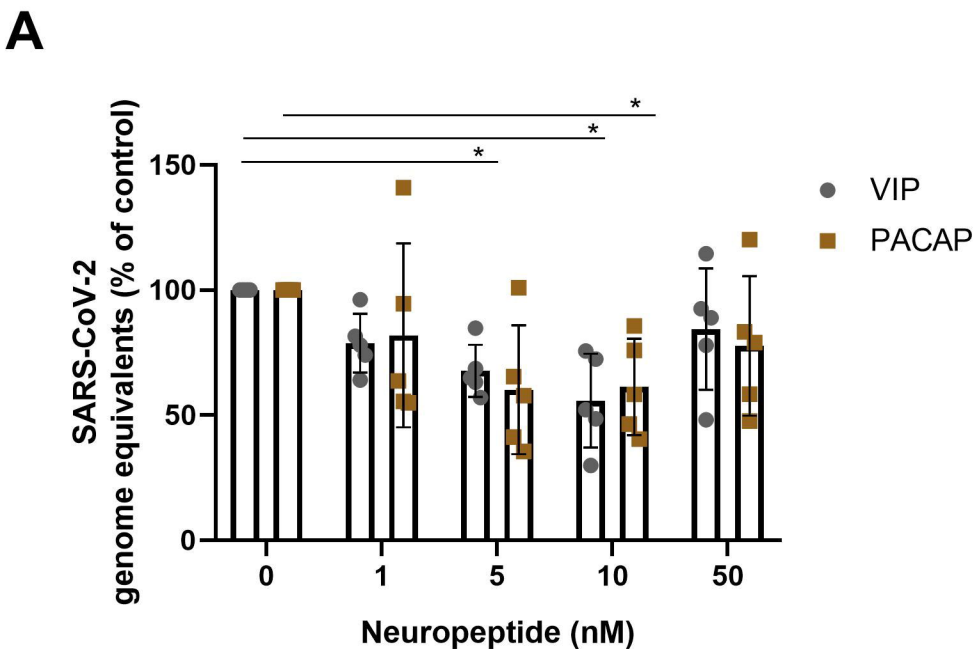 A
*
*
*
SARS-CoV-2
genome equivalents (% of control)
150
100
50
0
0 1 5 10 50
Neuropeptide (nM)
VIP
PACAP